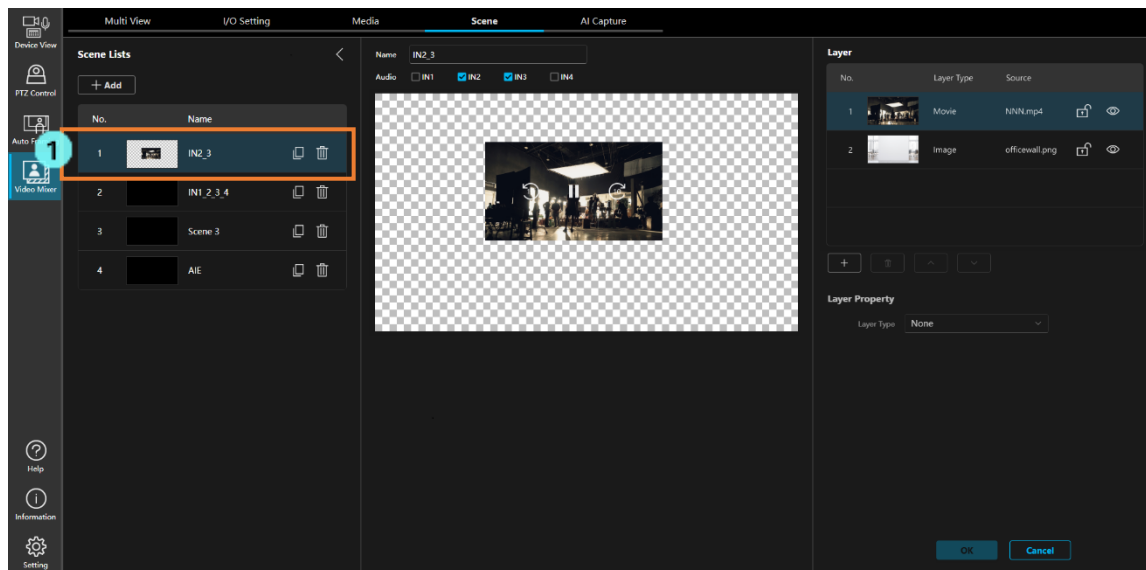 Multi View I/O Setting Media Scene AI Capture
Device View
PTZ Control
Auto F
Video Mixer
Help
Information
Setting
Scene Lists
+ Add
No. Name
1
1 IN2_3
2 IN1_2_3_4
3 Scene 3
4 AIE
Name IN2_3
Audio IN1 IN2 IN3 IN4
Layer
No. Layer Type Source
1 Movie NNN.mp4
2 Image officewall.png
Layer Property
Layer Type None
OK Cancel